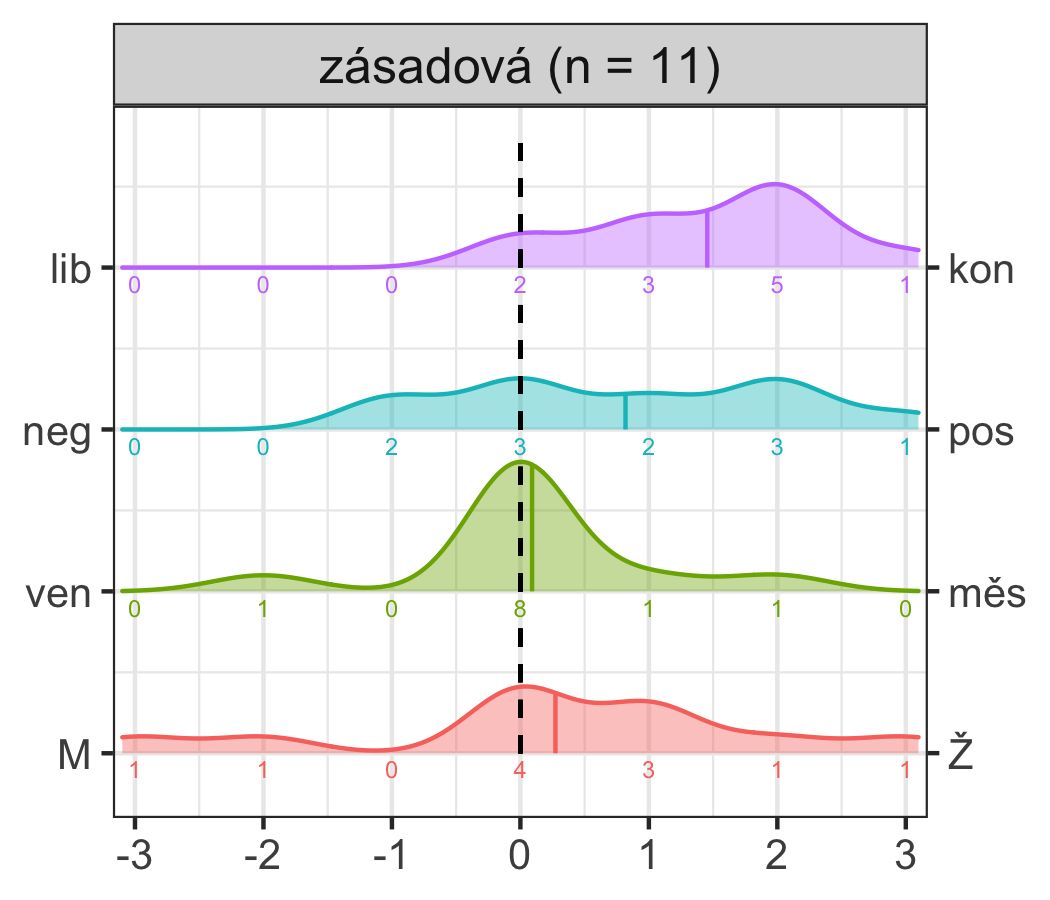 zásadová (n = 11)
lib kon
0 0 0 2 3 5 1
neg pos
0 0 2 3 2 3 1
ven měs
0 1 0 8 1 1 0
M Ž
1 1 0 4 3 1 1
-3 -2 -1 0 1 2 3